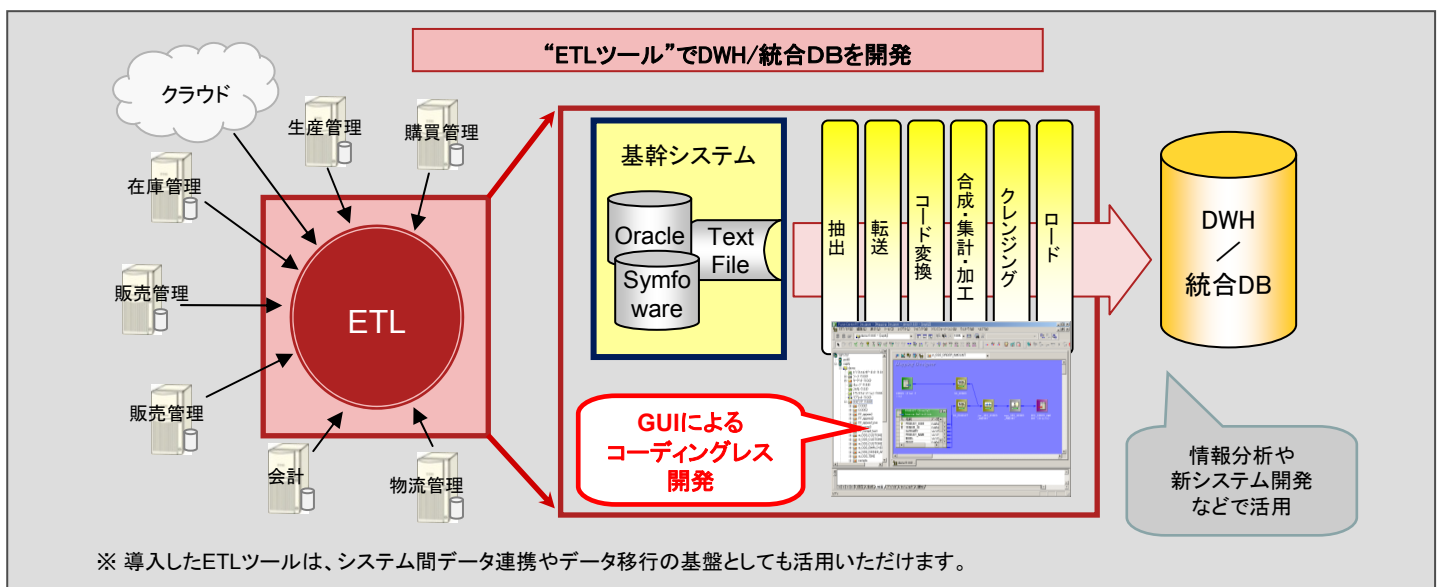 “ETLツール”でDWH/統合DBを開発
クラウド
生産管理
購買管理
在庫管理
販売管理
販売管理
会計
物流管理
ETL
基幹システム
Oracle
Text
File
Symfo
ware
抽出
転送
コード変換
合成・集計・加工
クレンジング
ロード
GUIによる
コーディングレス
開発
DWH
／
統合DB
情報分析や
新システム開発
などで活用
※ 導入したETLツールは、システム間データ連携やデータ移行の基盤としても活用いただけます。